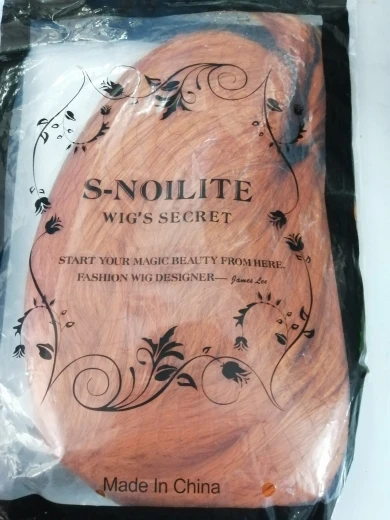 S-NOILITE
WIG'S SECRET
START YOUR MAGIC BEAUTY FROM HERE.
FASHION WIG DESIGNER— James Lee
Made In China